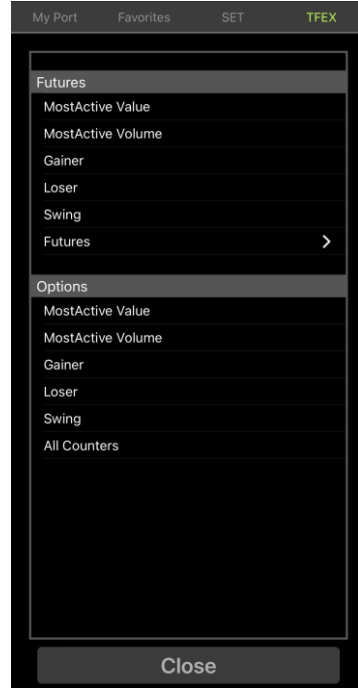 My Port Favorites SET TFEX
Futures
MostActive Value
MostActive Volume
Gainer
Loser
Swing
Futures
Options
MostActive Value
MostActive Volume
Gainer
Loser
Swing
All Counters
Close